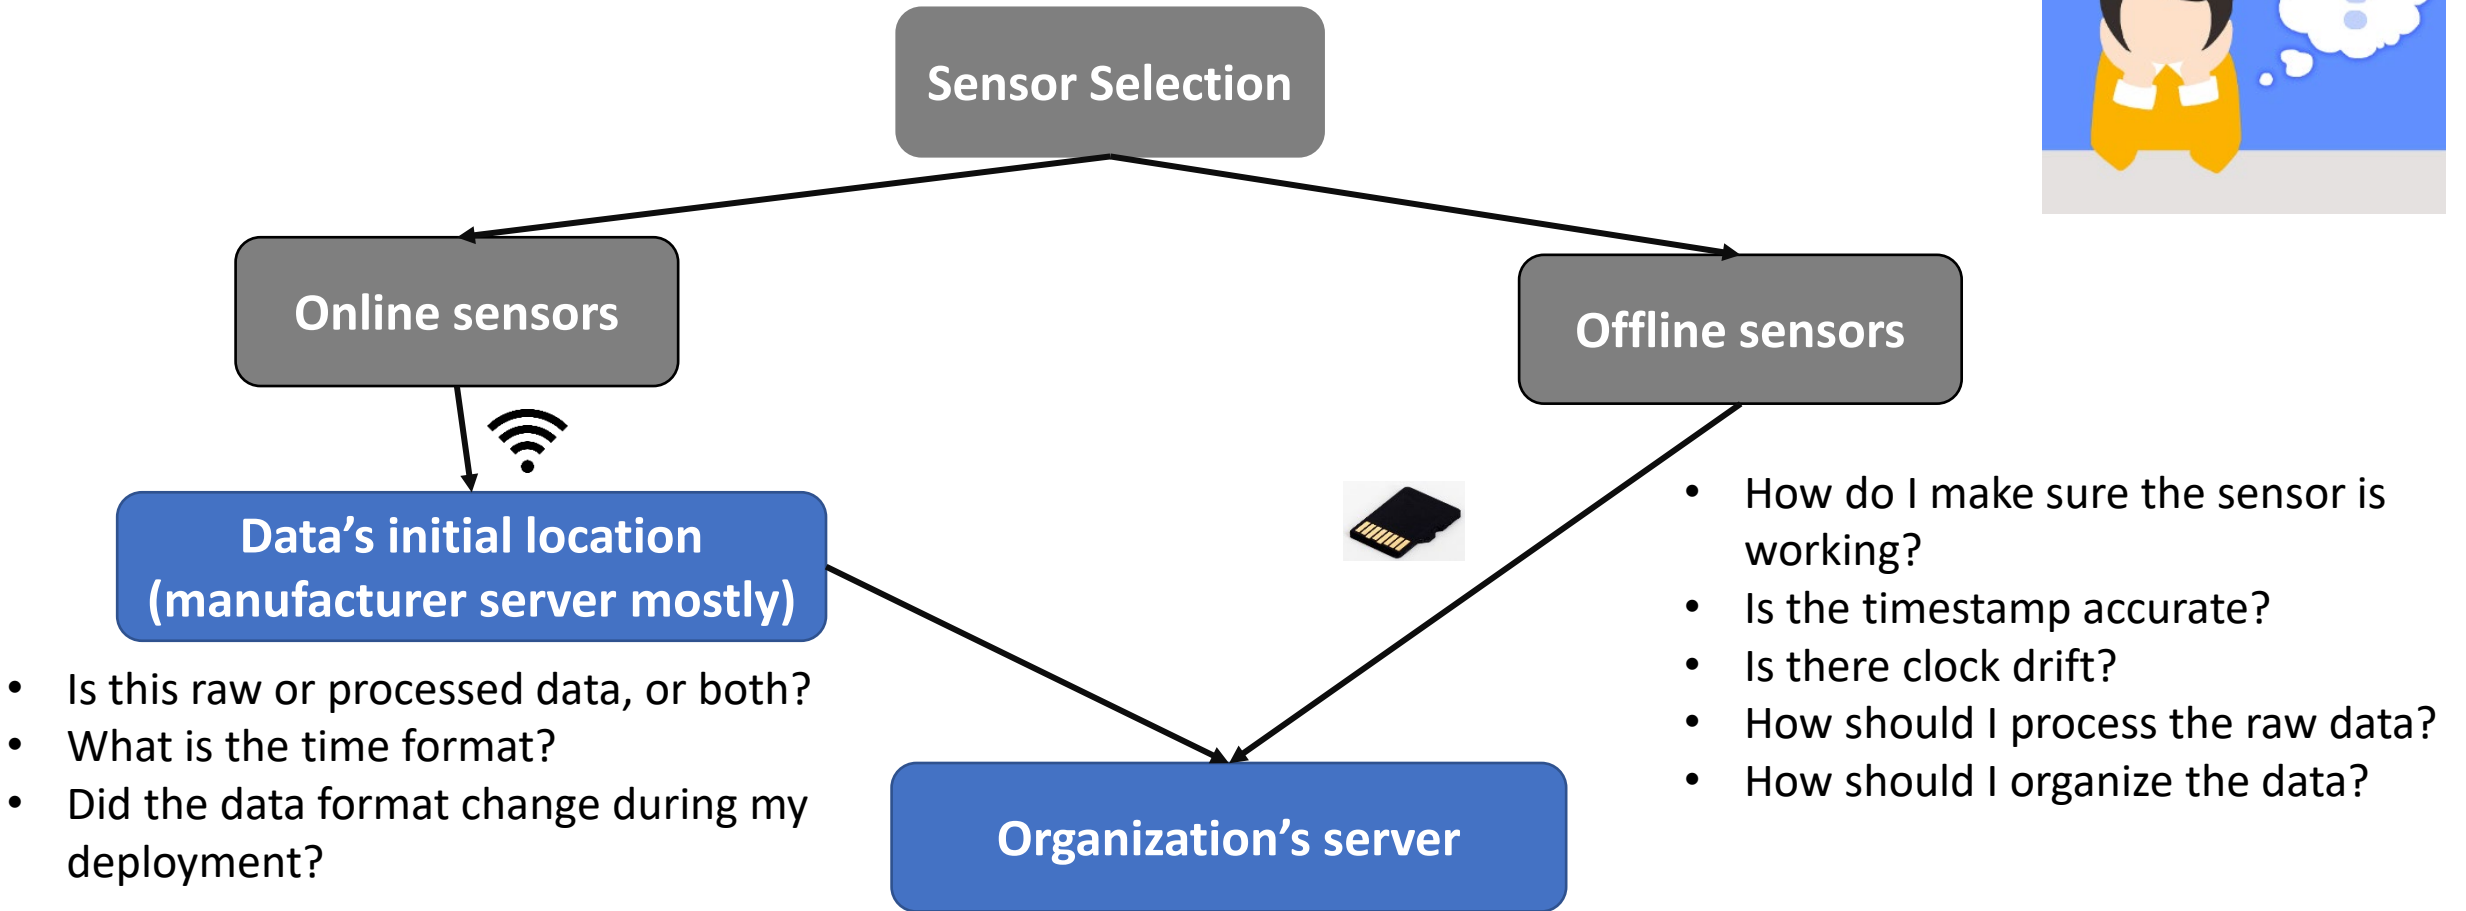 Sensor Selection
Online sensors
Offline sensors
Data’s initial location
(manufacturer server mostly)
• Is this raw or processed data, or both?
• What is the time format?
• Did the data format change during my
deployment?
• How do I make sure the sensor is
working?
• Is the timestamp accurate?
• Is there clock drift?
• How should I process the raw data?
• How should I organize the data?
Organization’s server